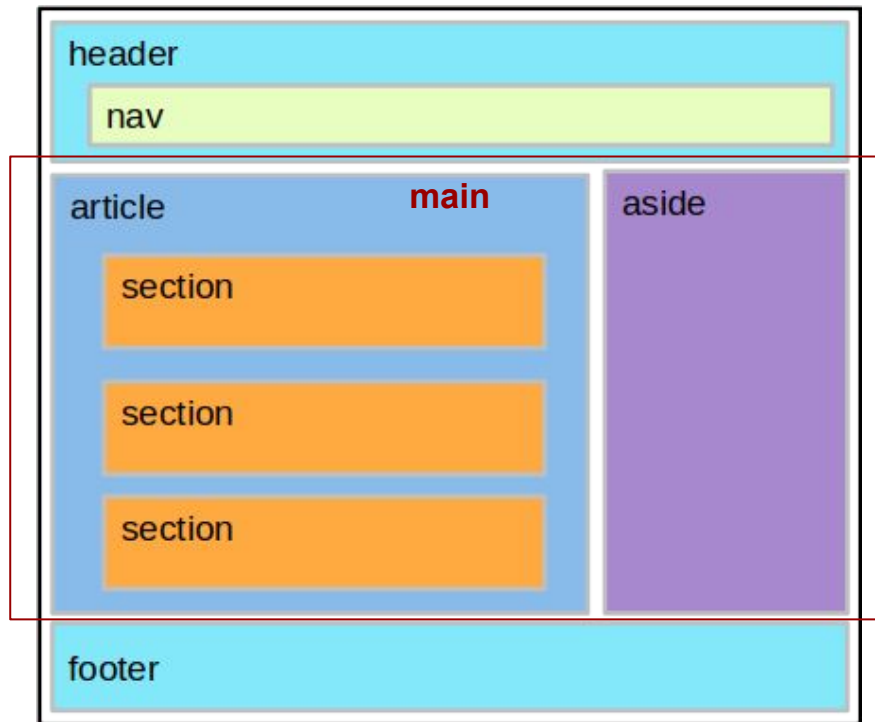 header
nav
main
article
aside
section
section
section
footer